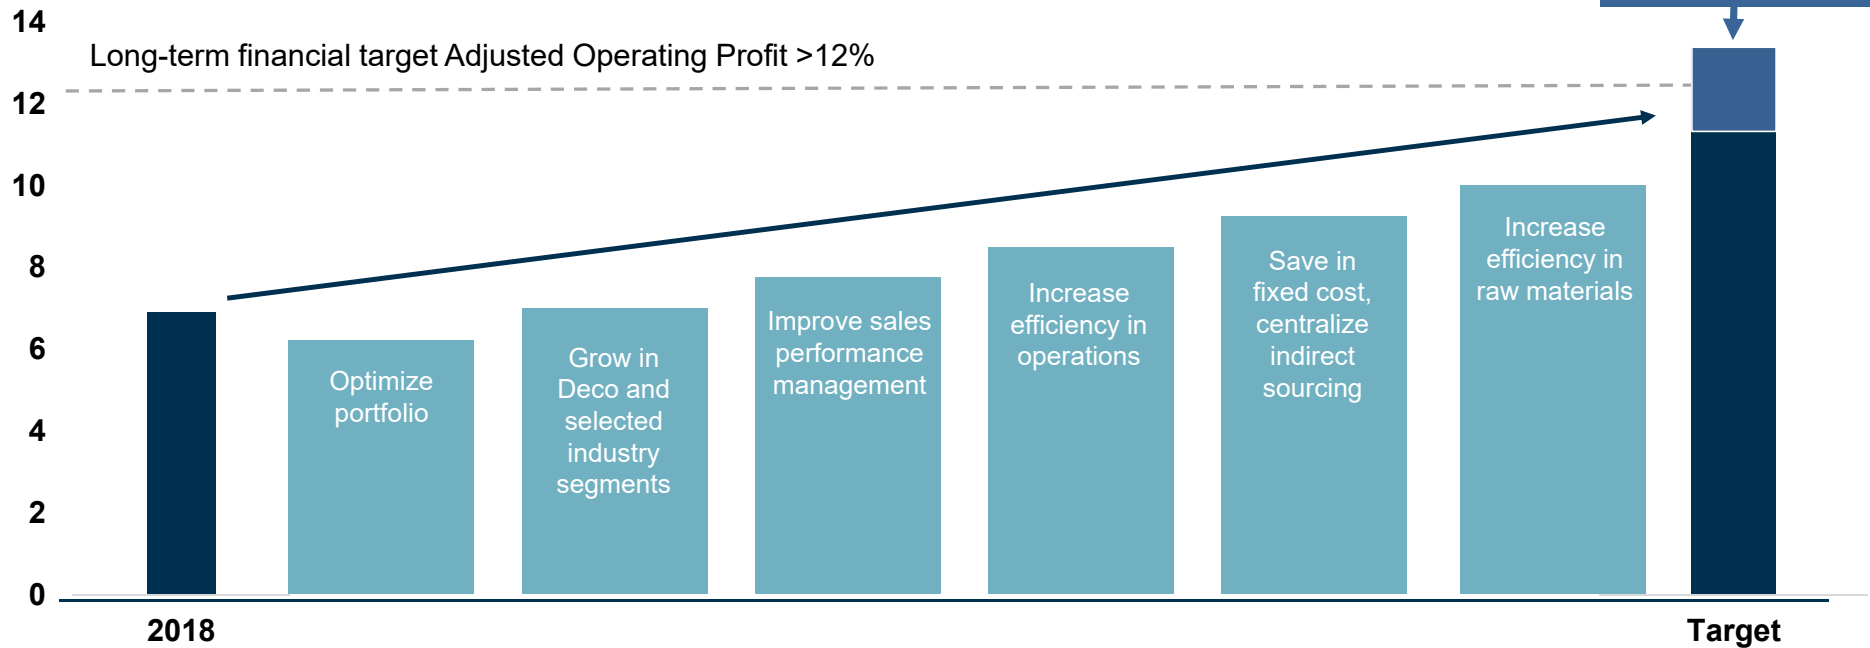 14
Long-term financial target Adjusted Operating Profit >12%
12
10
8
6
4
2
0
Optimize
portfolio
Grow in
Deco and
selected
industry
segments
Improve sales
performance
management
Increase
efficiency in
operations
Save in
fixed cost,
centralize
indirect
sourcing
Increase
efficiency in
raw materials
2018
Target